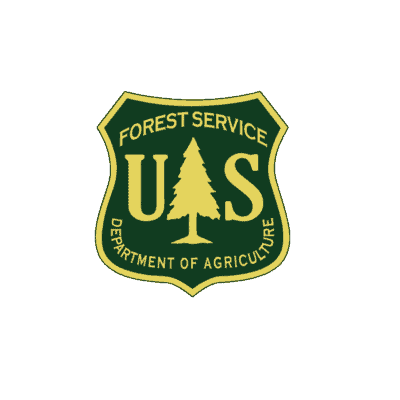 FOREST SERVICE
U S
DEPARTMENT OF AGRICULTURE